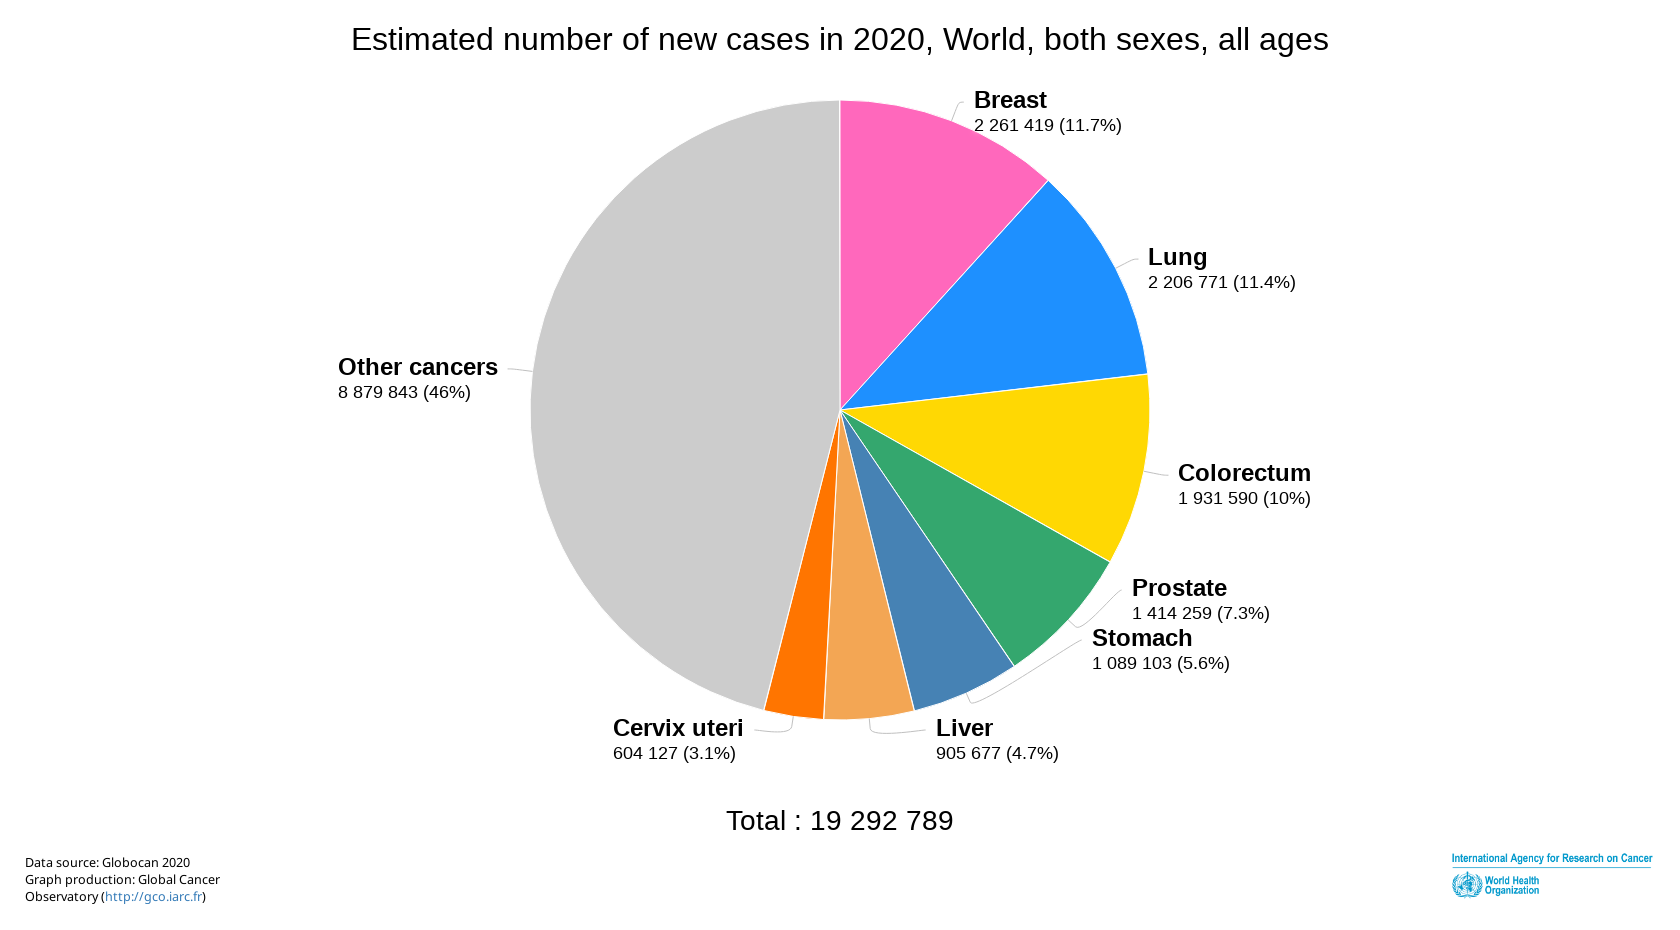 Estimated number of new cases in 2020, World, both sexes, all ages
Breast
2 261 419 (11.7%)
Lung
2 206 771 (11.4%)
Other cancers
8 879 843 (46%)
Colorectum
1 931 590 (10%)
Prostate
1 414 259 (7.3%)
Stomach
1 089 103 (5.6%)
Cervix uteri
604 127 (3.1%)
Liver
905 677 (4.7%)
Total : 19 292 789
Data source: Globocan 2020
Graph production: Global Cancer
Observatory (http://gco.iarc.fr)
International Agency for Research on Cancer
World Health
Organization